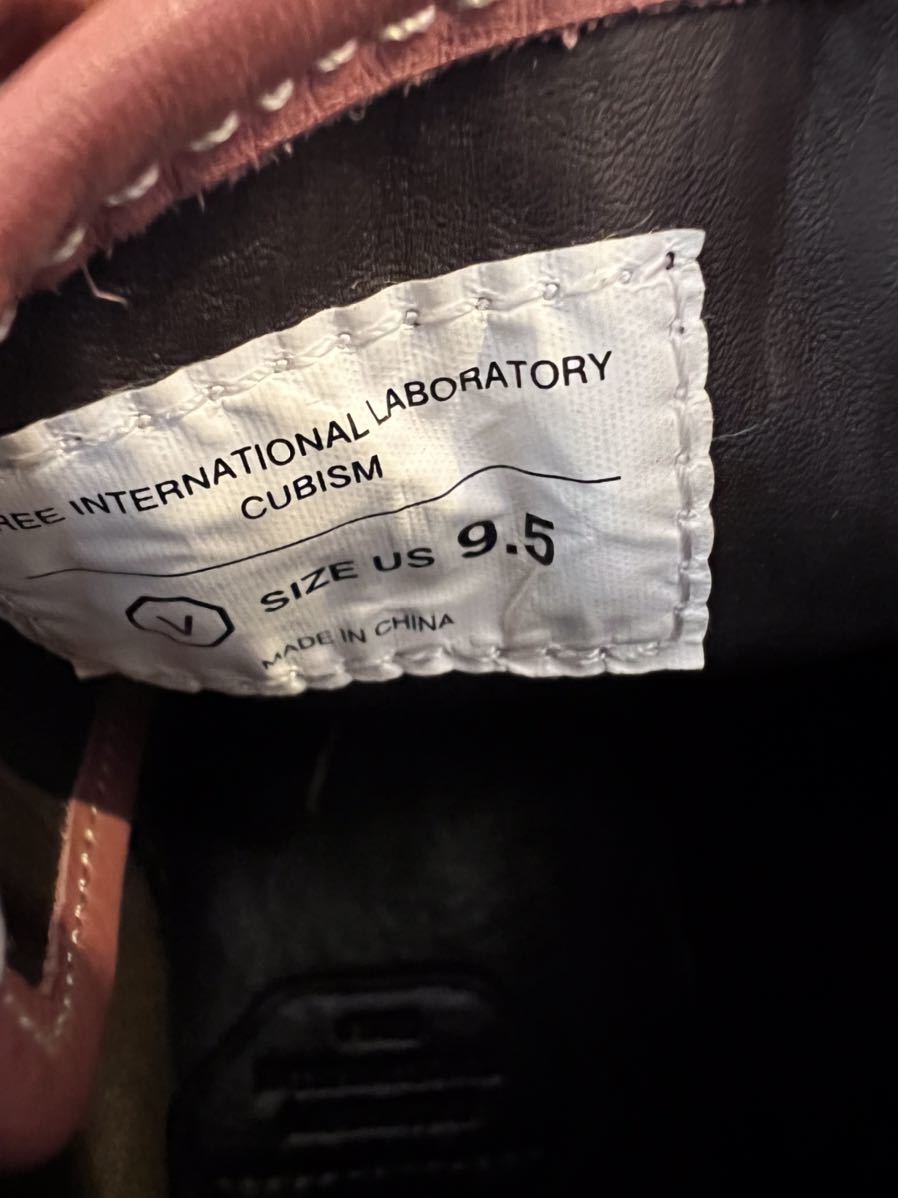 REE INTERNATIONAL LABORATORY
CUBISM
SIZE US 9.5
V
MADE IN CHINA